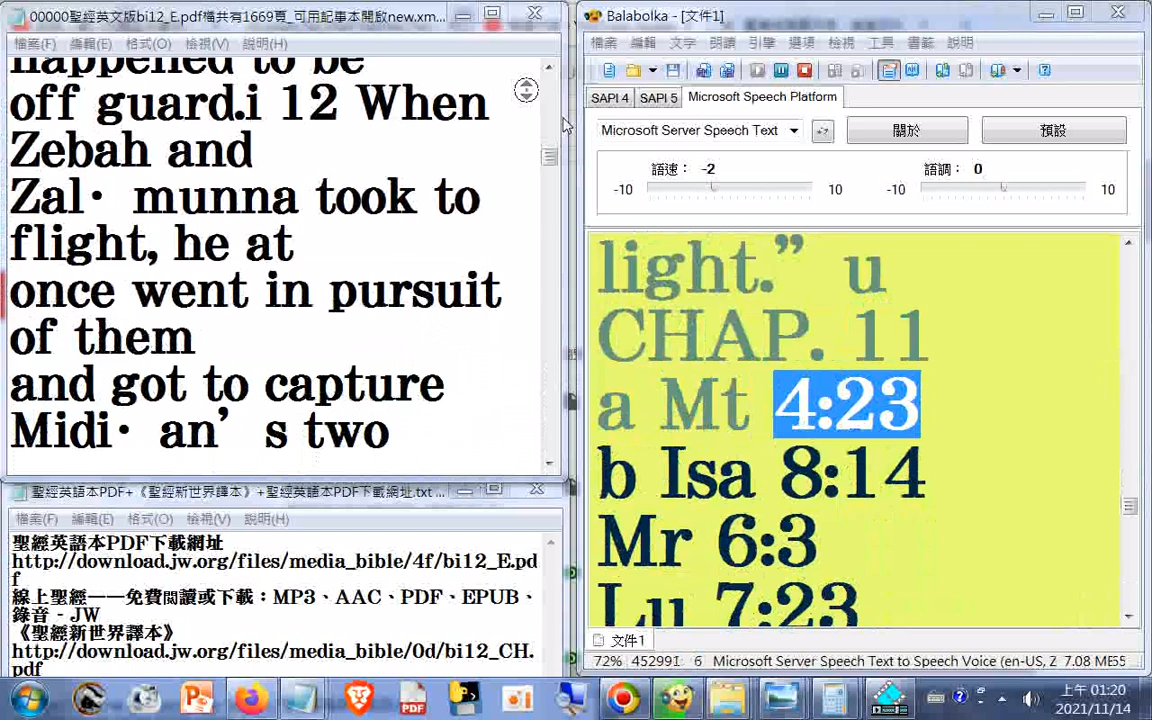 00000聖經英文版bi12_E.pdf檔共有1669頁_可用記事本開啟new.xm...
檔案(F) 編輯(E) 格式(O) 檢視(V) 說明(H)
happened to be
off guard.i 12 When
Zebah and
Zal· munna took to
flight, he at
once went in pursuit
of them
and got to capture
Midi· an’ s two
聖經英語本PDF+《聖經新世界譯本》+聖經英語本PDF下載網址.txt ...
檔案(F) 編輯(E) 格式(O) 檢視(V) 說明(H)
聖經英語本PDF下載網址
http://download.jw.org/files/media_bible/4f/bi12_E.pd
f
線上聖經——免費閱讀或下載：MP3、AAC、PDF、EPUB、
錄音 - JW
《聖經新世界譯本》
http://download.jw.org/files/media_bible/0d/bi12_CH.
pdf
Balabolka - [文件1]
檔案 編輯 文字 朗讀 引擎 選項 檢視 工具 書籤 說明
SAPI 4 SAPI 5 Microsoft Speech Platform
Microsoft Server Speech Text 關於 預設
語速： -2 語調： 0
-10 10 -10 10
light.” u
CHAP. 11
a Mt 4:23
b Isa 8:14
Mr 6:3
Lu 7:23
文件1
72% 452991 6 Microsoft Server Speech Text to Speech Voice (en-US, Z 7.08 ME55
PDF
上午 01:20
2021/11/14